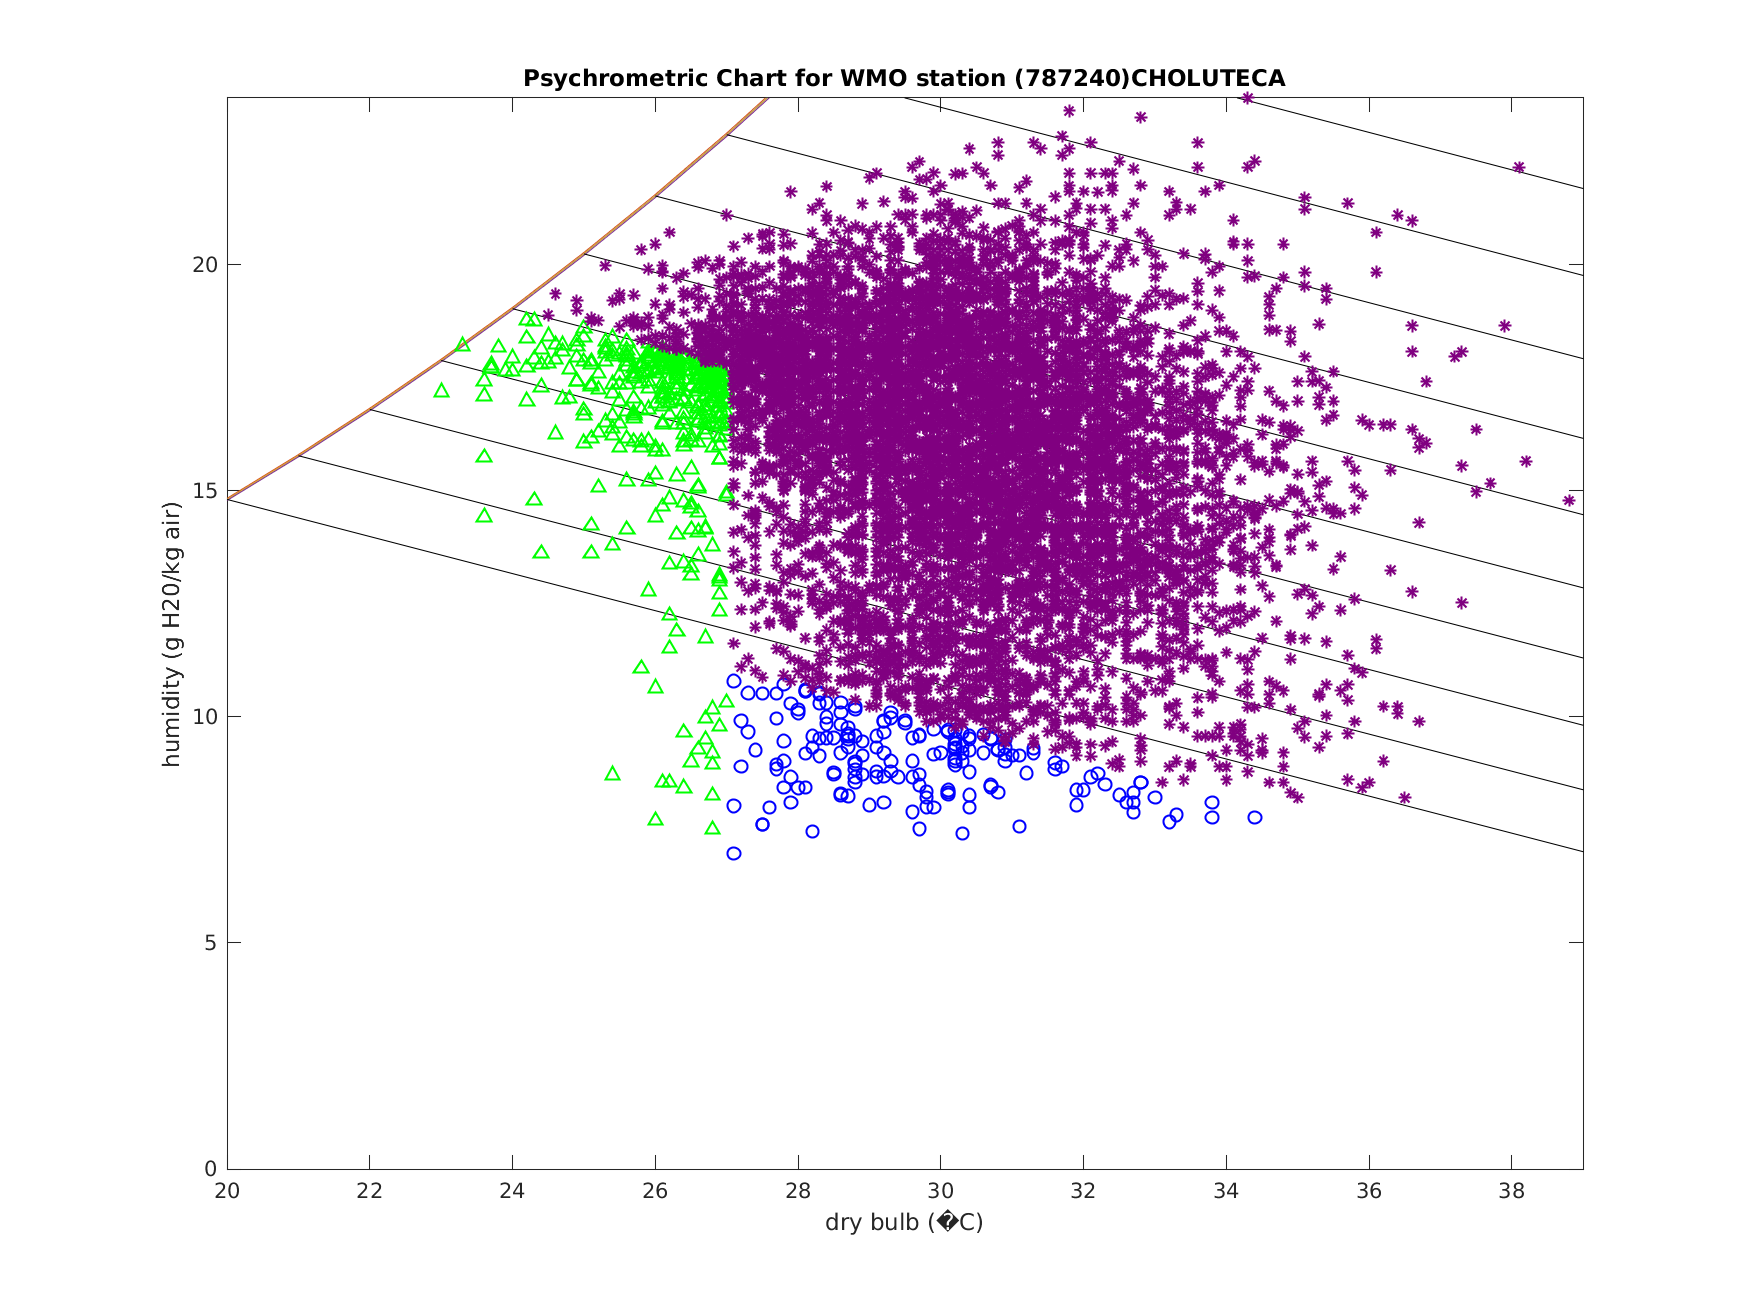 Psychrometric Chart for WMO station (787240)CHOLUTECA
humidity (g H20/kg air)
20
15
10
5
0
20 22 24 26 28 30 32 34 36 38
dry bulb (�C)